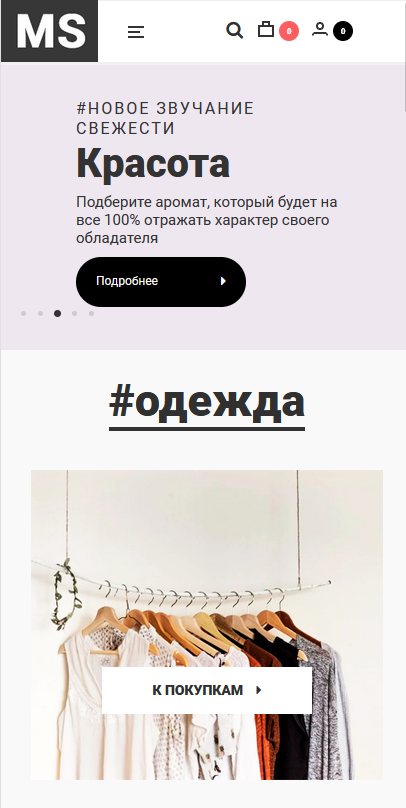 MS
0
0
#НОВОЕ ЗВУЧАНИЕ
СВЕЖЕСТИ
Красота
Подберите аромат, который будет на
все 100% отражать характер своего
обладателя
Подробнее
#одежда
К ПОКУПКАМ